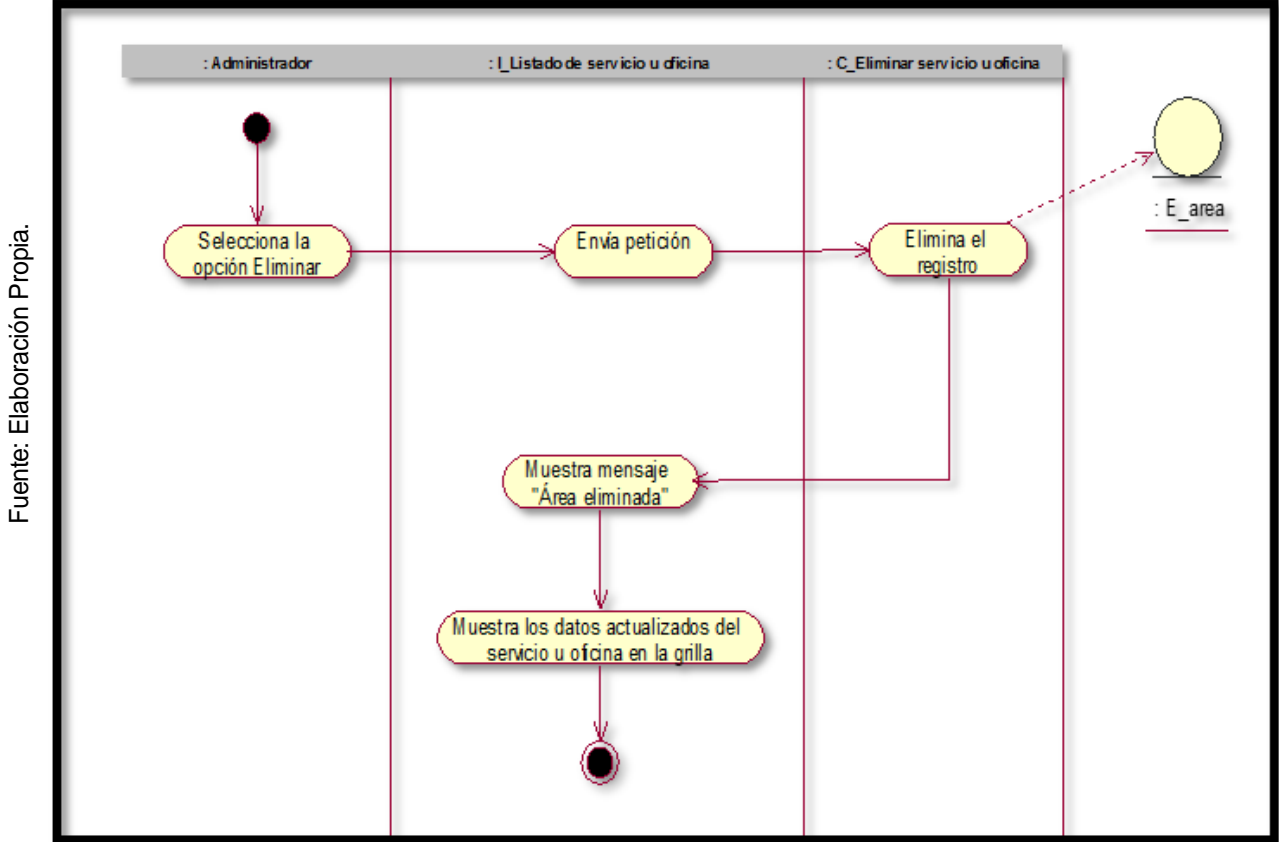 : Administrador
: I_Listado de servicio u oficina
: C_Eliminar servicio u oficina
Selecciona la
opción Eliminar
Envía petición
Elimina el
registro
: E_area
Muestra mensaje
"Área eliminada"
Muestra los datos actualizados del
servicio u oficina en la grilla
Fuente: Elaboración Propia.